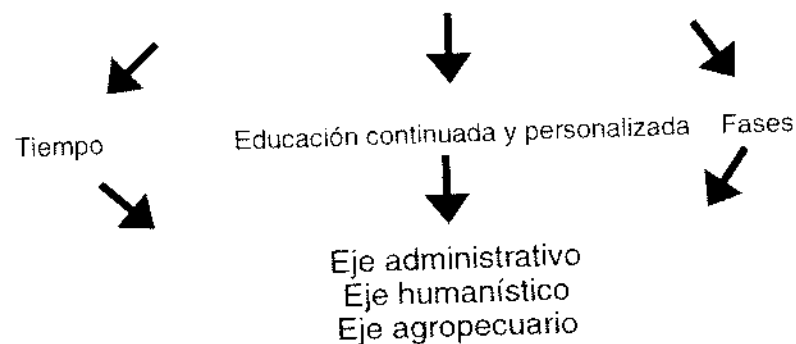 Tiempo Educación continuada y personalizada Fases
Eje administrativo
Eje humanístico
Eje agropecuario